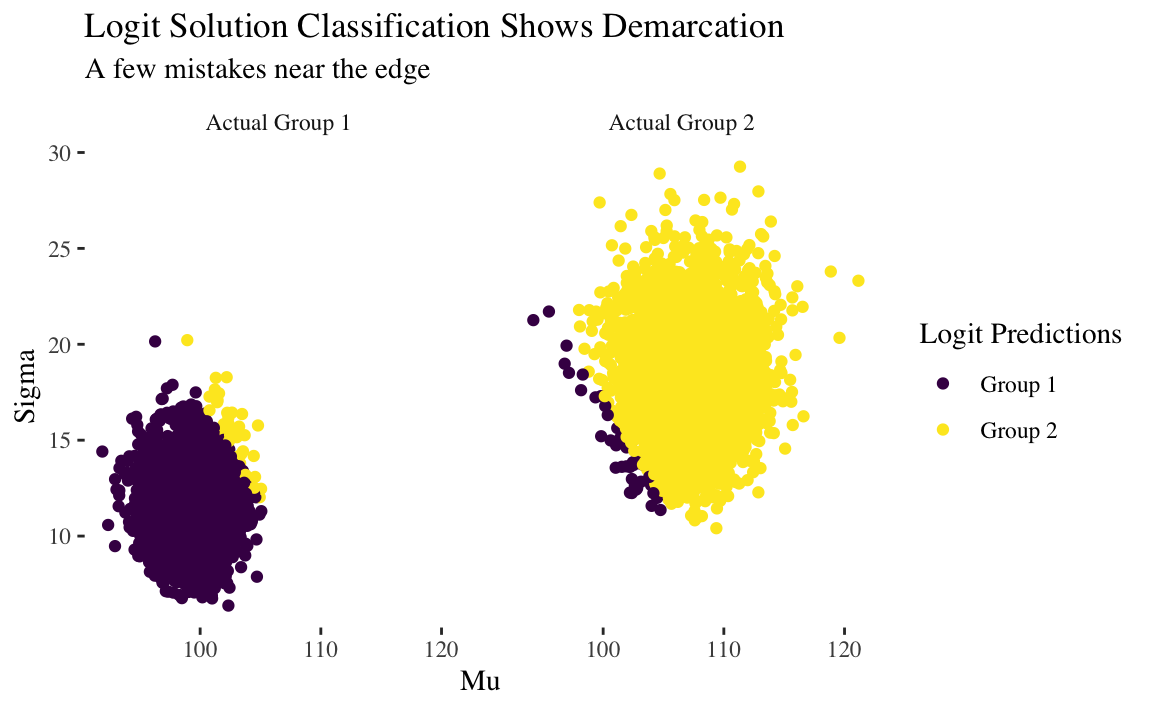 Logit Solution Classification Shows Demarcation
A few mistakes near the edge
Actual Group 1
Actual Group 2
30
25
20
15
10
Sigma
100
110
120
100
110
120
Mu
Logit Predictions
Group 1
Group 2